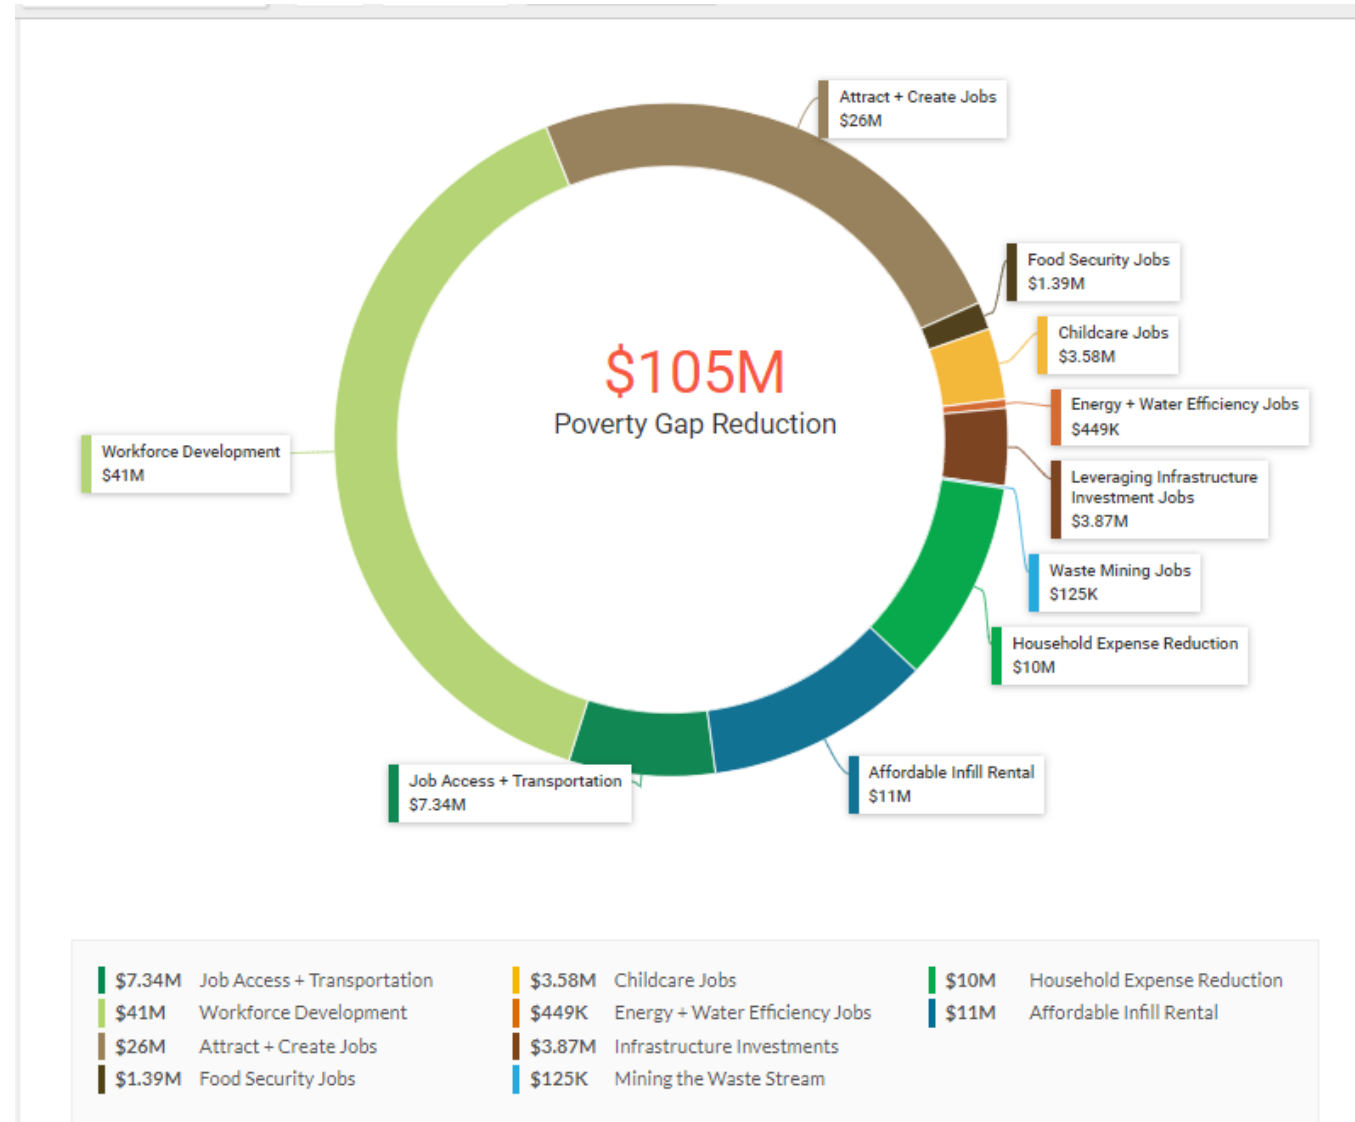 Attract + Create Jobs
$26M
Food Security Jobs
$1.39M
Childcare Jobs
$3.58M
$105M
Poverty Gap Reduction
Energy + Water Efficiency Jobs
$449K
Workforce Development
$41M
Leveraging Infrastructure
Investment Jobs
$3.87M
Waste Mining Jobs
$125K
Household Expense Reduction
$10M
Affordable Infill Rental
$11M
Job Access + Transportation
$7.34M
$7.34M Job Access + Transportation
$41M Workforce Development
$26M Attract + Create Jobs
$1.39M Food Security Jobs
$3.58M Childcare Jobs
$449K Energy + Water Efficiency Jobs
$3.87M Infrastructure Investments
$125K Mining the Waste Stream
$10M Household Expense Reduction
$11M Affordable Infill Rental